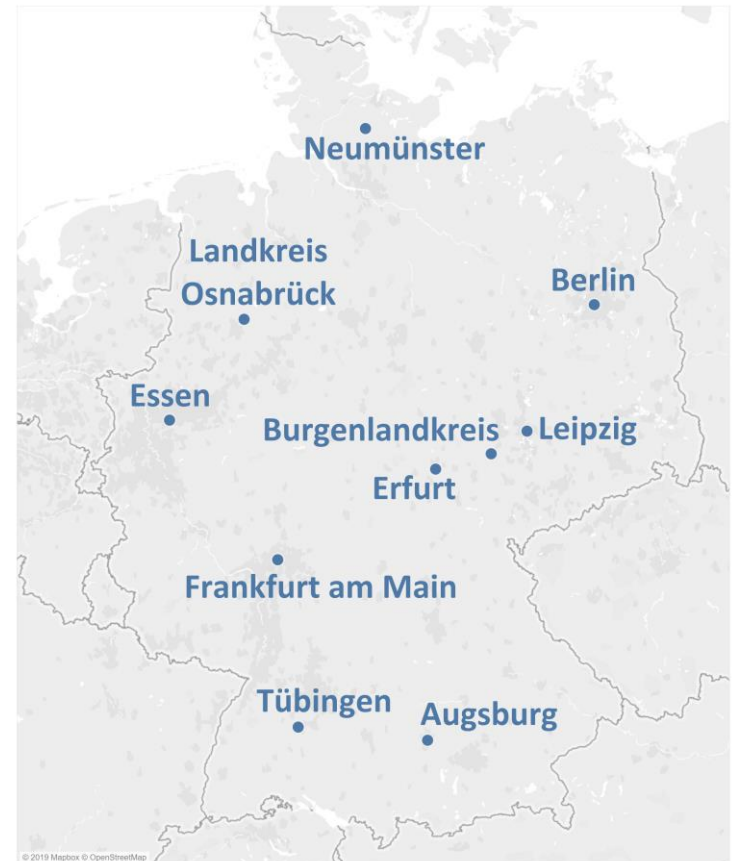 Neumünster
Landkreis
Osnabrück
Berlin
Essen
Burgenlandkreis
Leipzig
Erfurt
Frankfurt am Main
Tübingen
Augsburg
© 2019 Mapbox © OpenStreetMap